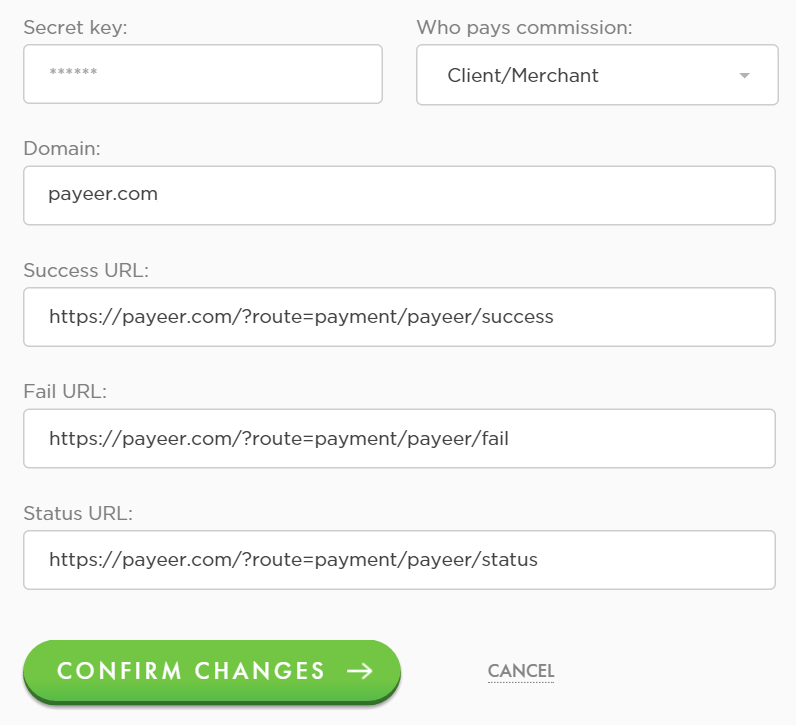 Secret key:
Who pays commission:
******
Client/Merchant
Domain:
payeer.com
Success URL:
https://payeer.com/?route=payment/payeer/success
Fail URL:
https://payeer.com/?route=payment/payeer/fail
Status URL:
https://payeer.com/?route=payment/payeer/status
CONFIRM CHANGES →
CANCEL